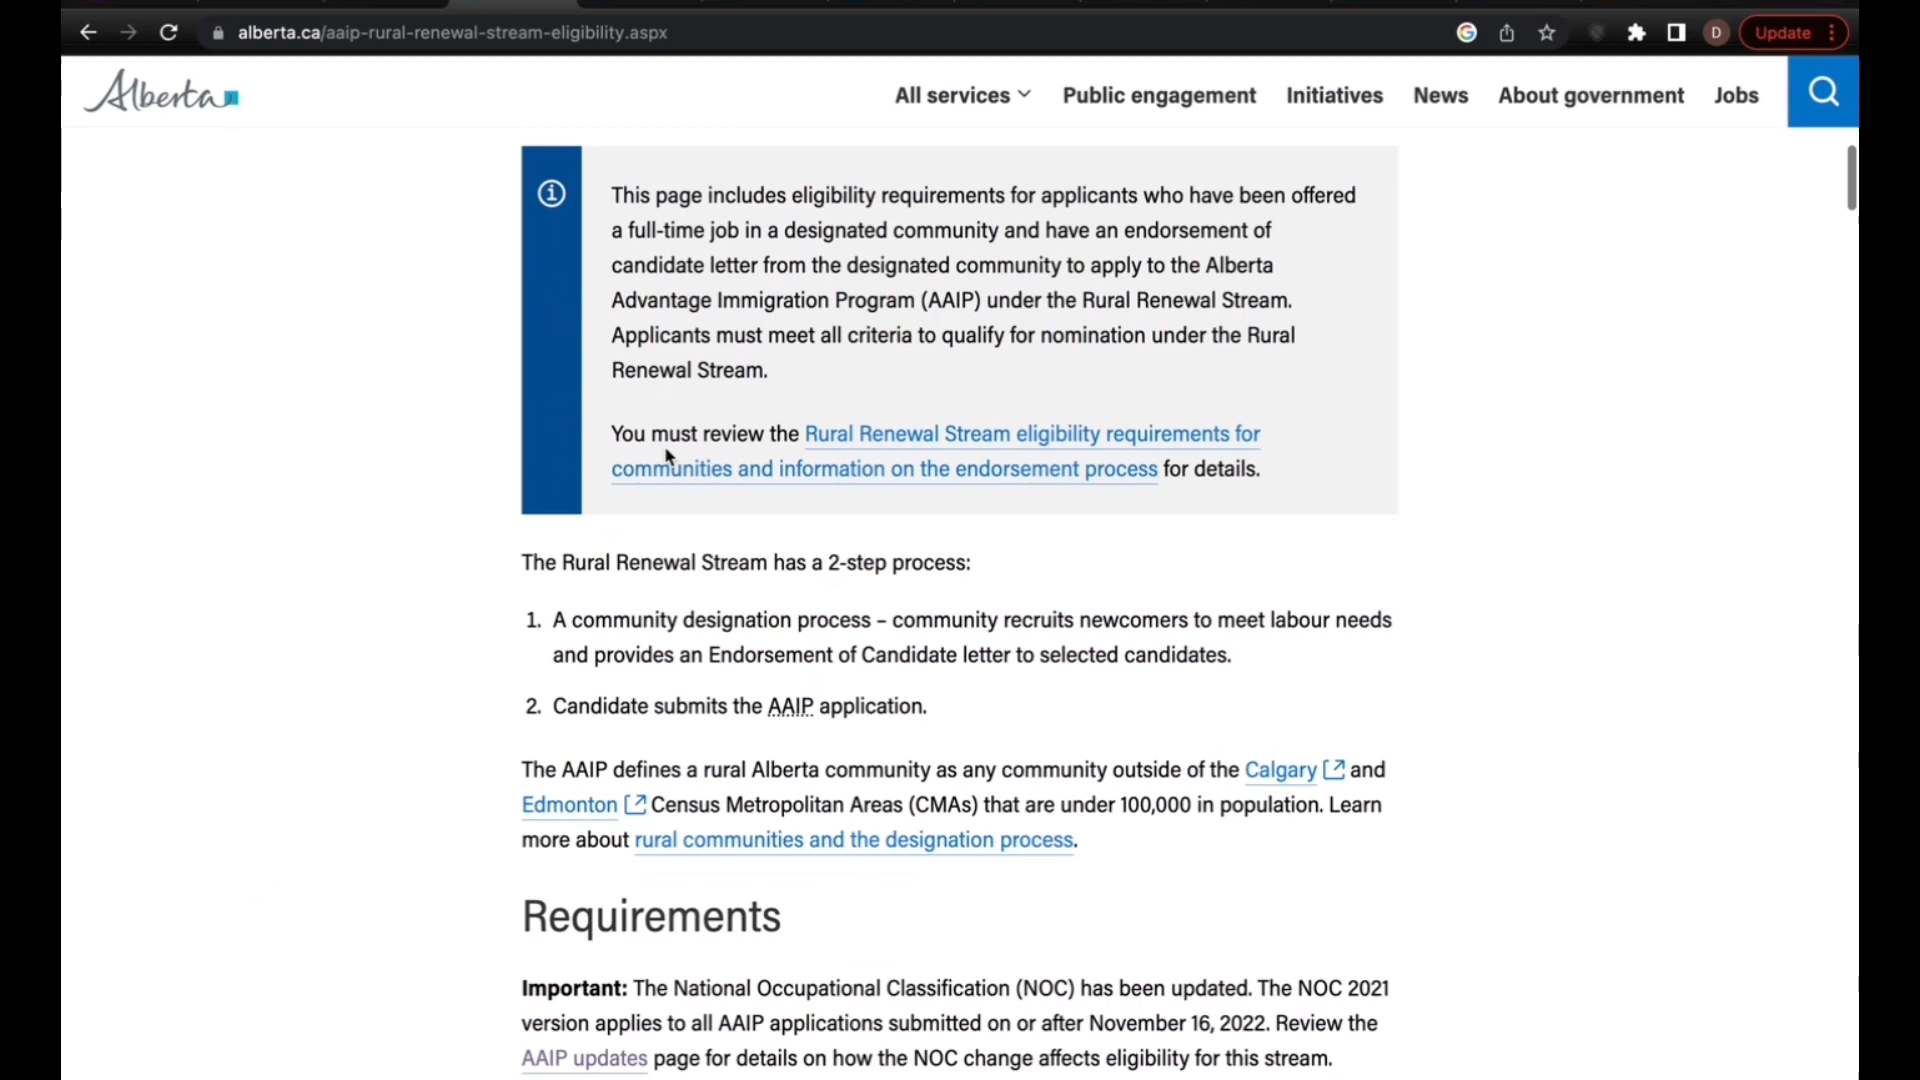 alberta.ca/aaip-rural-renewal-stream-eligibility.aspx
D
Update
Alberta
All services
Public engagement
Initiatives
News
About government
Jobs
This page includes eligibility requirements for applicants who have been offered
a full-time job in a designated community and have an endorsement of
candidate letter from the designated community to apply to the Alberta
Advantage Immigration Program (AAIP) under the Rural Renewal Stream.
Applicants must meet all criteria to qualify for nomination under the Rural
Renewal Stream.
You must review the Rural Renewal Stream eligibility requirements for
communities and information on the endorsement process for details.
The Rural Renewal Stream has a 2-step process:
1. A community designation process – community recruits newcomers to meet labour needs
and provides an Endorsement of Candidate letter to selected candidates.
2. Candidate submits the AAIP application.
The AAIP defines a rural Alberta community as any community outside of the Calgary and
Edmonton Census Metropolitan Areas (CMAs) that are under 100,000 in population. Learn
more about rural communities and the designation process.
Requirements
Important: The National Occupational Classification (NOC) has been updated. The NOC 2021
version applies to all AAIP applications submitted on or after November 16, 2022. Review the
AAIP updates page for details on how the NOC change affects eligibility for this stream.